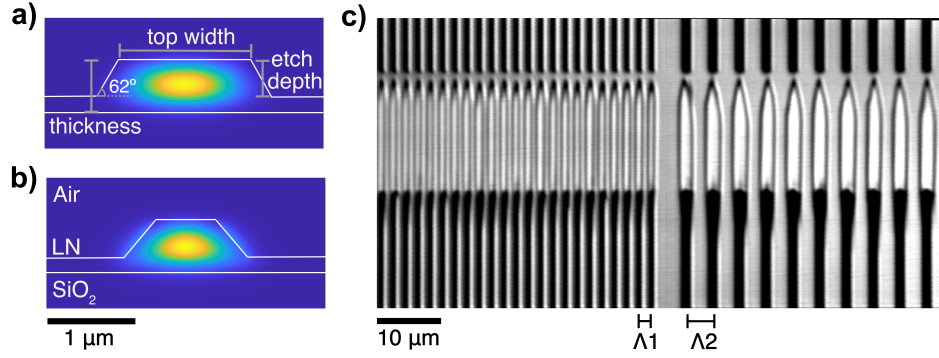 a)
top width
etch
depth
62°
thickness
b)
Air
LN
SiO2
1 μm
c)
10 μm
Λ1
Λ2